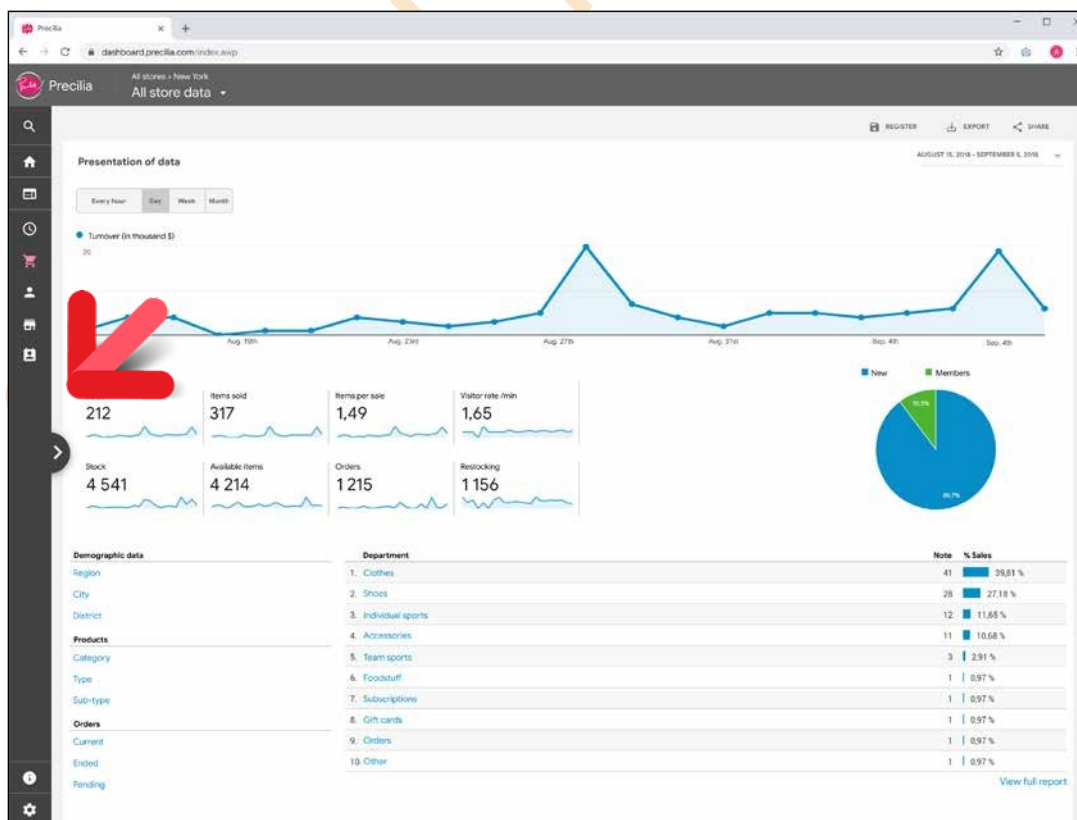 Precilia
dashboard.precilia.com/index.awp
Precilia
All stores > New York
All store data
REGISTER EXPORT SHARE
Presentation of data
AUGUST 15, 2018 - SEPTEMBER 5, 2018
Every hour Day Week Month
Turnover (in thousand $)
20
Aug. 19th Aug. 23rd Aug. 27th Aug. 31st Sep. 4th Sep. 4th
New Members
Items sold Items per sale Visitor rate /min
212 317 1,49 1,65
Stock Available items Orders Restocking
4 541 4 214 1 215 1 156
Demographic data
Region
City
District
Products
Category
Type
Sub-type
Orders
Current
Ended
Pending
Department Note % Sales
1. Clothes 41 39,61 %
2. Shoes 28 27,18 %
3. Individual sports 12 11,65 %
4. Accessories 11 10,68 %
5. Team sports 3 2,91 %
6. Foodstuff 1 0,97 %
7. Subscriptions 1 0,97 %
8. Gift cards 1 0,97 %
9. Orders 1 0,97 %
10. Other 1 0,97 %
View full report